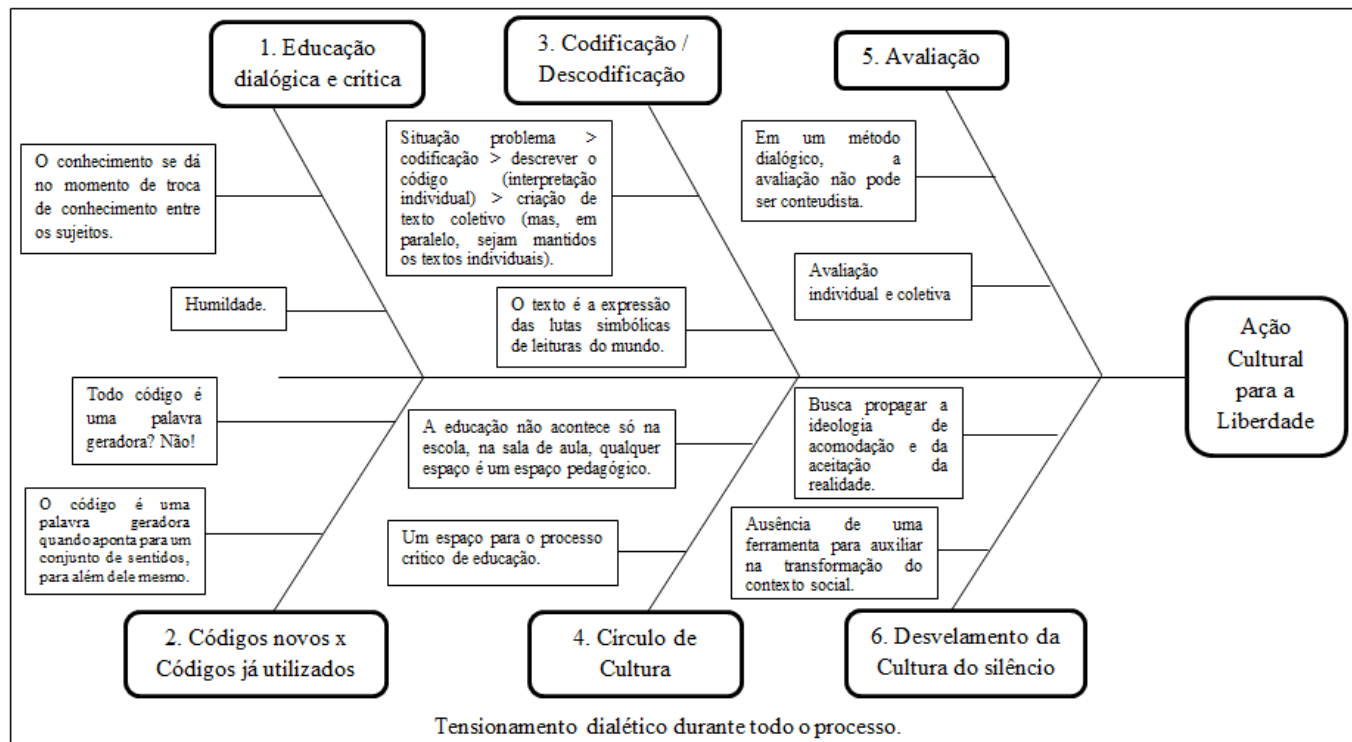 1. Educação
dialógica e crítica
3. Codificação /
Descodificação
5. Avaliação
O conhecimento se dá
no momento de troca
de conhecimento entre
os sujeitos.
Humildade.
Situação problema >
codificação > descrever o
código (interpretação
individual) > criação de
texto coletivo (mas, em
paralelo, sejam mantidos
os textos individuais).
O texto é a expressão
das lutas simbólicas
de leituras do mundo.
Em um método
dialógico, a
avaliação não pode
ser conteudista.
Avaliação
individual e coletiva
Ação
Cultural
para a
Liberdade
Todo código é
uma palavra
geradora? Não!
O código é uma
palavra geradora
quando aponta para um
conjunto de sentidos,
para além dele mesmo.
A educação não acontece só na
escola, na sala de aula, qualquer
espaço é um espaço pedagógico.
Um espaço para o processo
crítico de educação.
Busca propagar a
ideologia de
acomodação e da
aceitação da
realidade.
Ausência de uma
ferramenta para auxiliar
na transformação do
contexto social.
2. Códigos novos x
Códigos já utilizados
4. Círculo de
Cultura
6. Desvelamento da
Cultura do silêncio
Tensionamento dialético durante todo o processo.